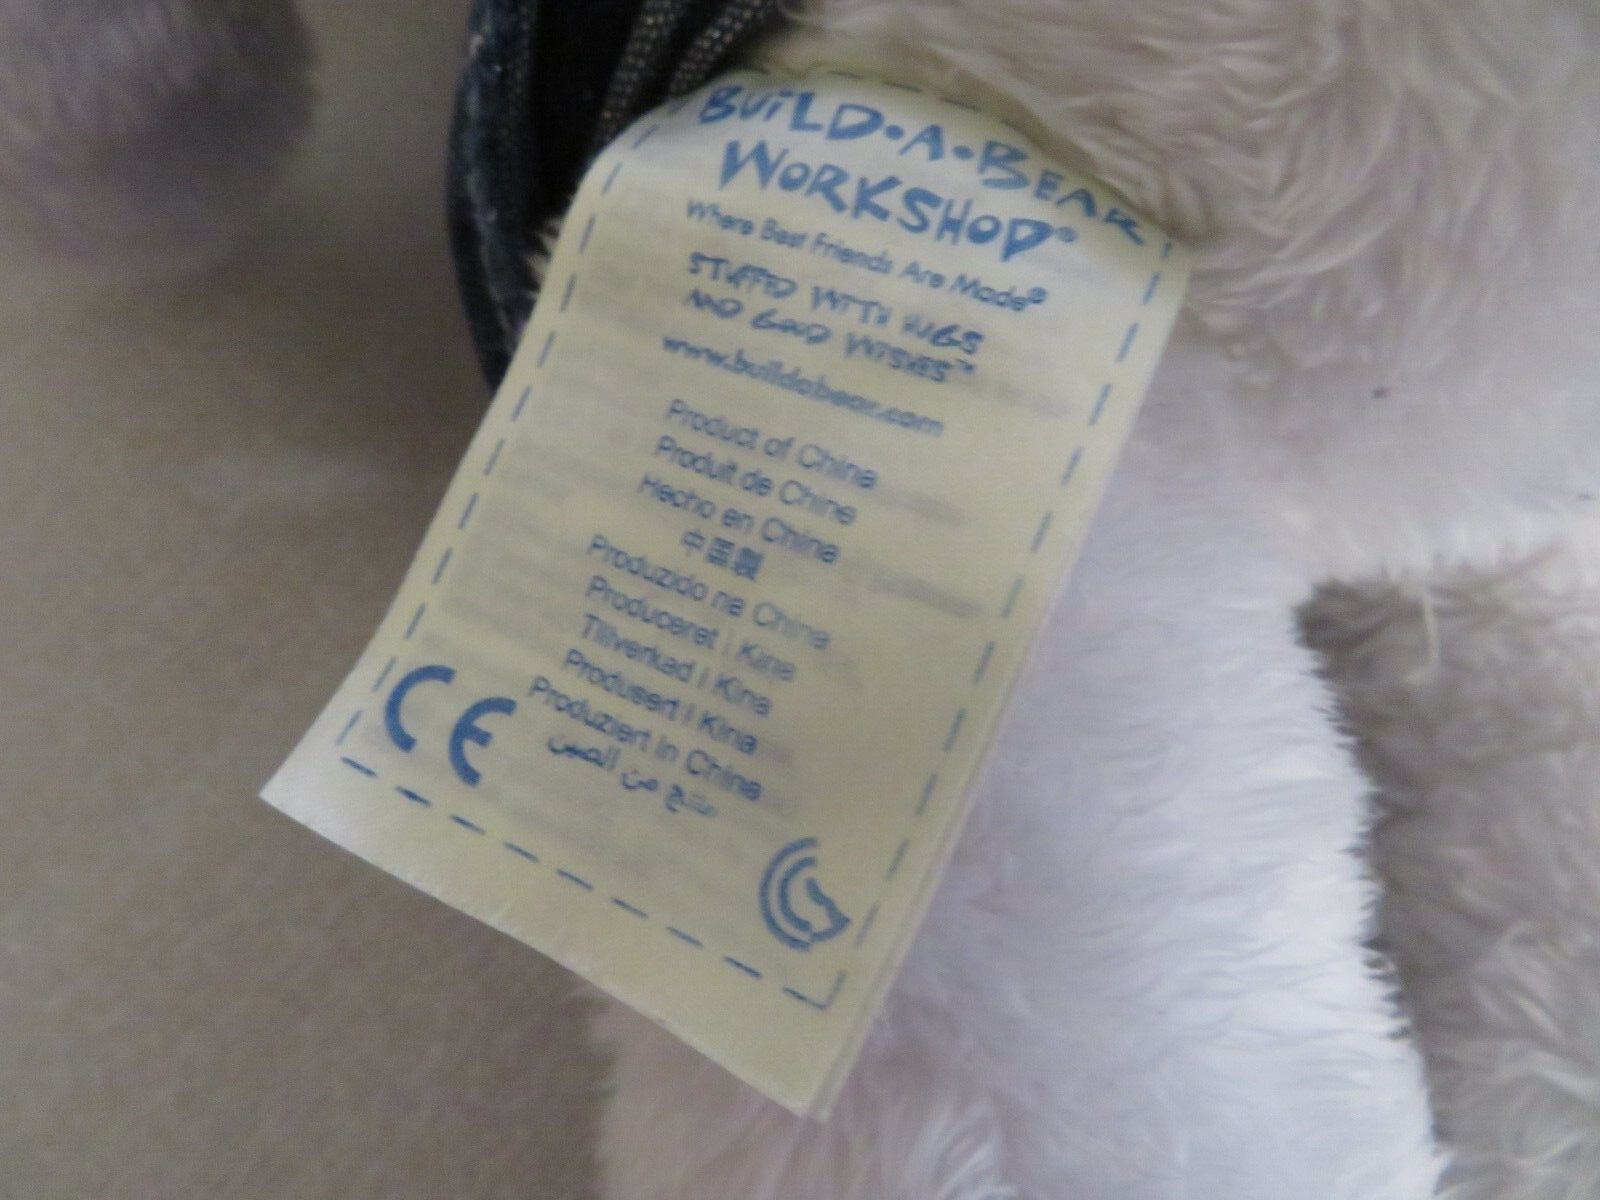 BUiLD•A•BEAR
WORKSHOP®
Where Best Friends Are Made®
STUFFED WITH HUGS
AND GOOD WISHES™
www.buildabear.com
Product of China
Produit de Chine
Hecho en China
中国製
Produzido na China
Produceret i Kina
Tillverkad i Kina
Produsert i Kina
Produziert in China
منتج من الصين
CE